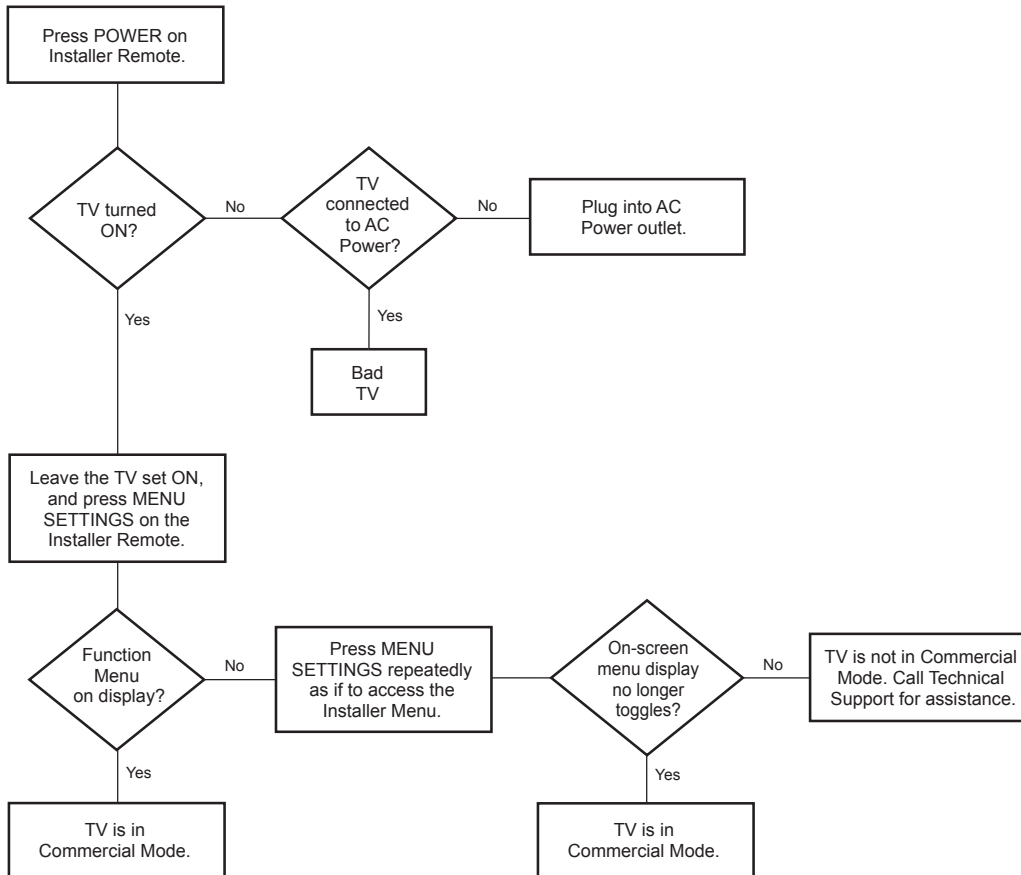 Press POWER on
Installer Remote.
TV turned
ON?
No
TV
connected
to AC
Power?
No
Plug into AC
Power outlet.
Yes
Yes
Bad
TV
Leave the TV set ON,
and press MENU
SETTINGS on the
Installer Remote.
Function
Menu
on display?
No
Press MENU
SETTINGS repeatedly
as if to access the
Installer Menu.
On-screen
menu display
no longer
toggles?
No
TV is not in Commercial
Mode. Call Technical
Support for assistance.
Yes
TV is in
Commercial Mode.
Yes
TV is in
Commercial Mode.